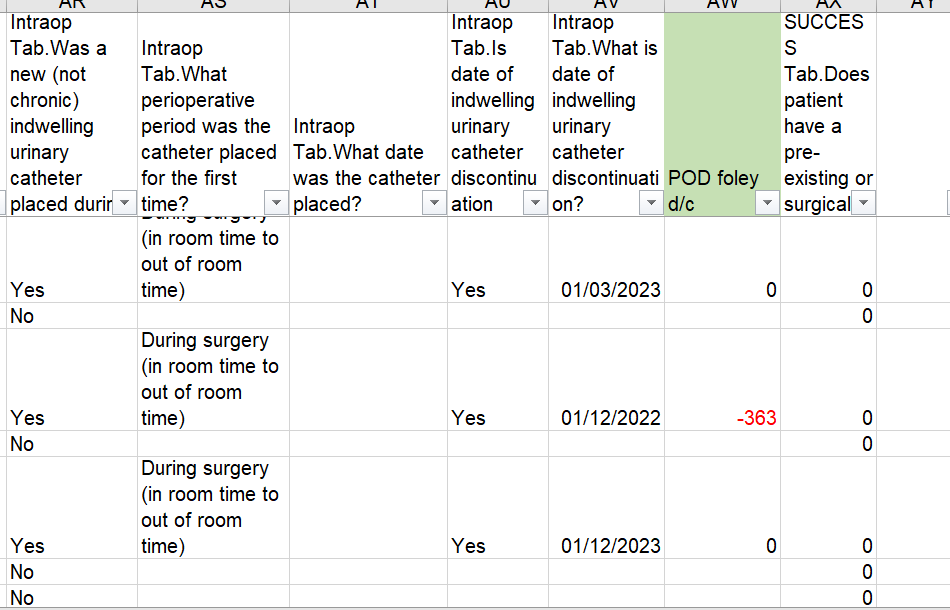 AR AS AT AU AV AW AX AY
Intraop
Tab.Was a
new (not
chronic)
indwelling
urinary
catheter
placed durin
Intraop
Tab.What
perioperative
period was the
catheter placed
for the first
time?
Intraop
Tab.What date
was the catheter
placed?
Intraop
Tab.Is
date of
indwelling
urinary
catheter
discontinu
ation
Intraop
Tab.What is
date of
indwelling
urinary
catheter
discontinuati
on?
POD foley
d/c
SUCCES
S
Tab.Does
patient
have a
pre-
existing or
surgical
During surgery
(in room time to
out of room
time)
Yes Yes 01/03/2023 0 0
No 0
During surgery
(in room time to
out of room
time)
Yes Yes 01/12/2022 -363 0
No 0
During surgery
(in room time to
out of room
time)
Yes Yes 01/12/2023 0 0
No 0
No 0